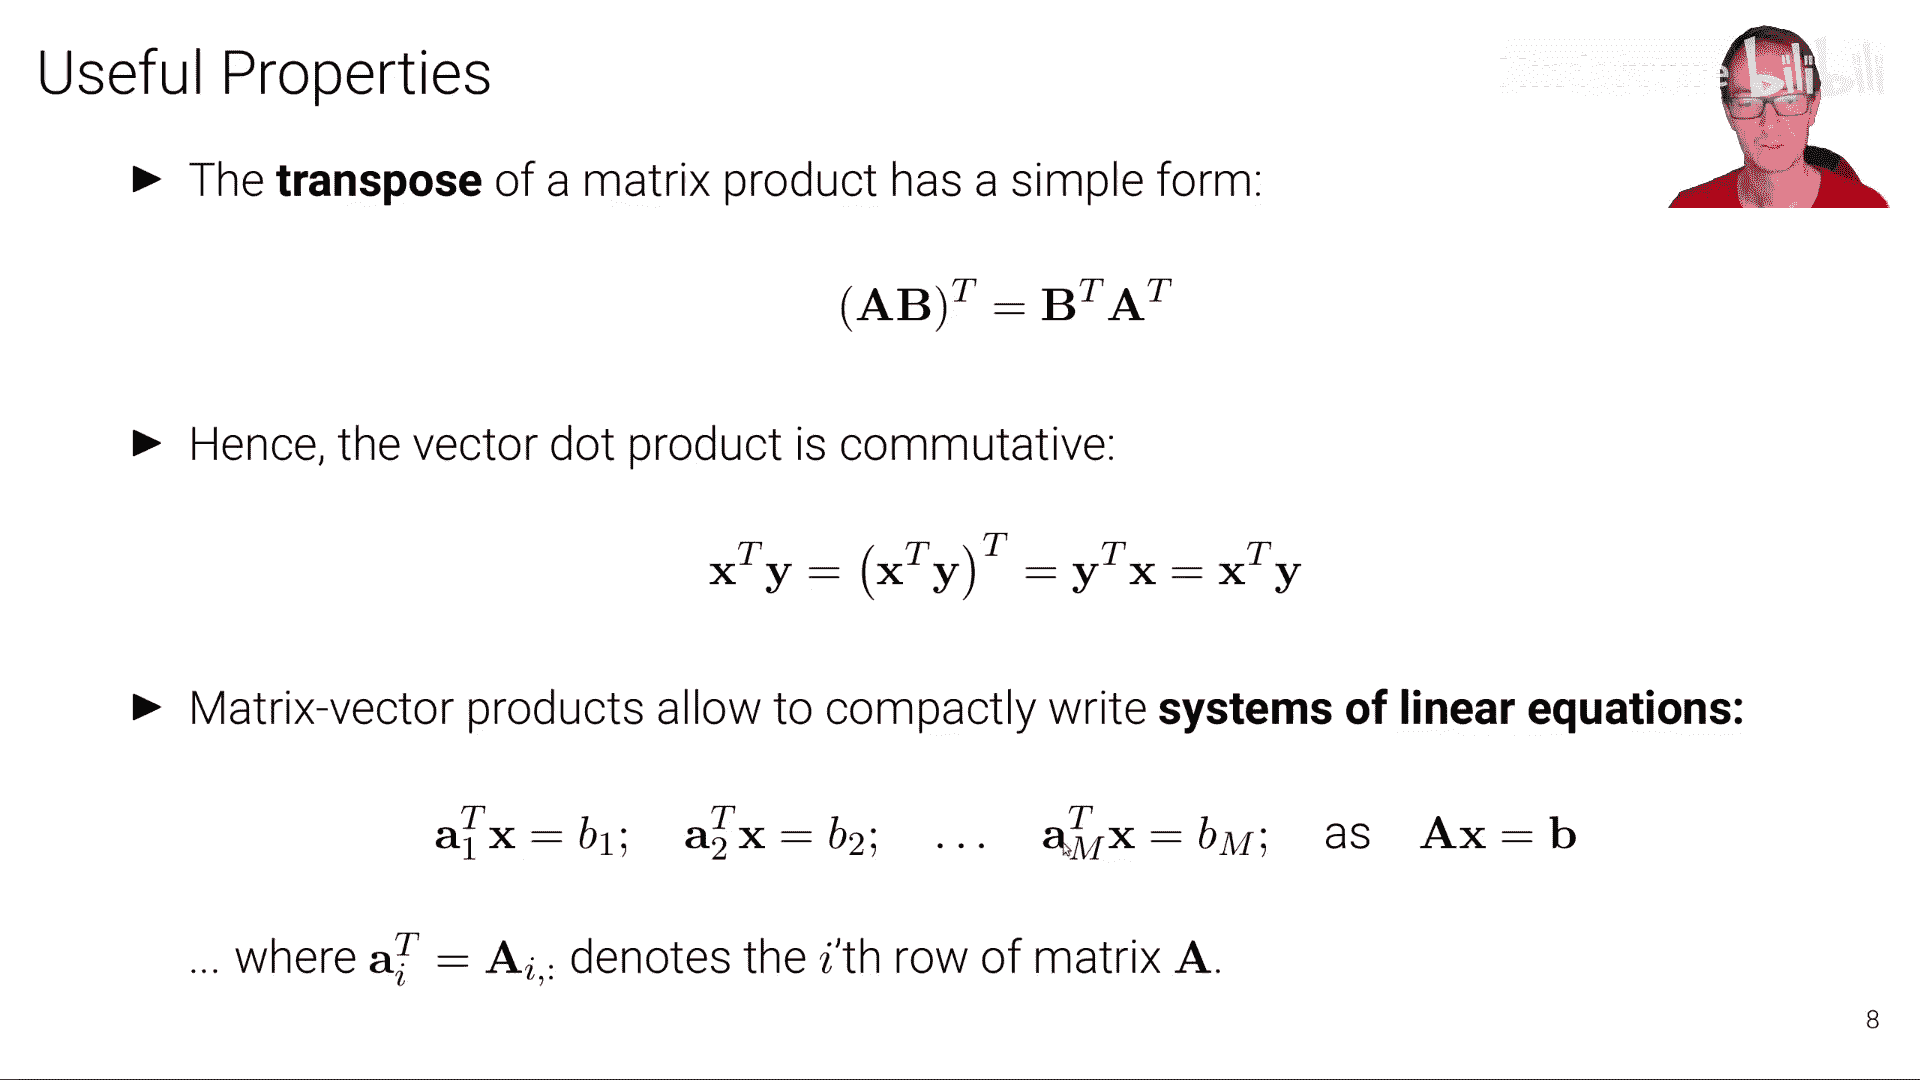 Useful Properties
bilibili
▶ The transpose of a matrix product has a simple form:
(AB)^T = B^T A^T
▶ Hence, the vector dot product is commutative:
x^T y = (x^T y)^T = y^T x = x^T y
▶ Matrix-vector products allow to compactly write systems of linear equations:
a_1^T x = b_1; a_2^T x = b_2; ... a_M^T x = b_M; as Ax = b
... where a_i^T = A_{i,:} denotes the i'th row of matrix A.
8